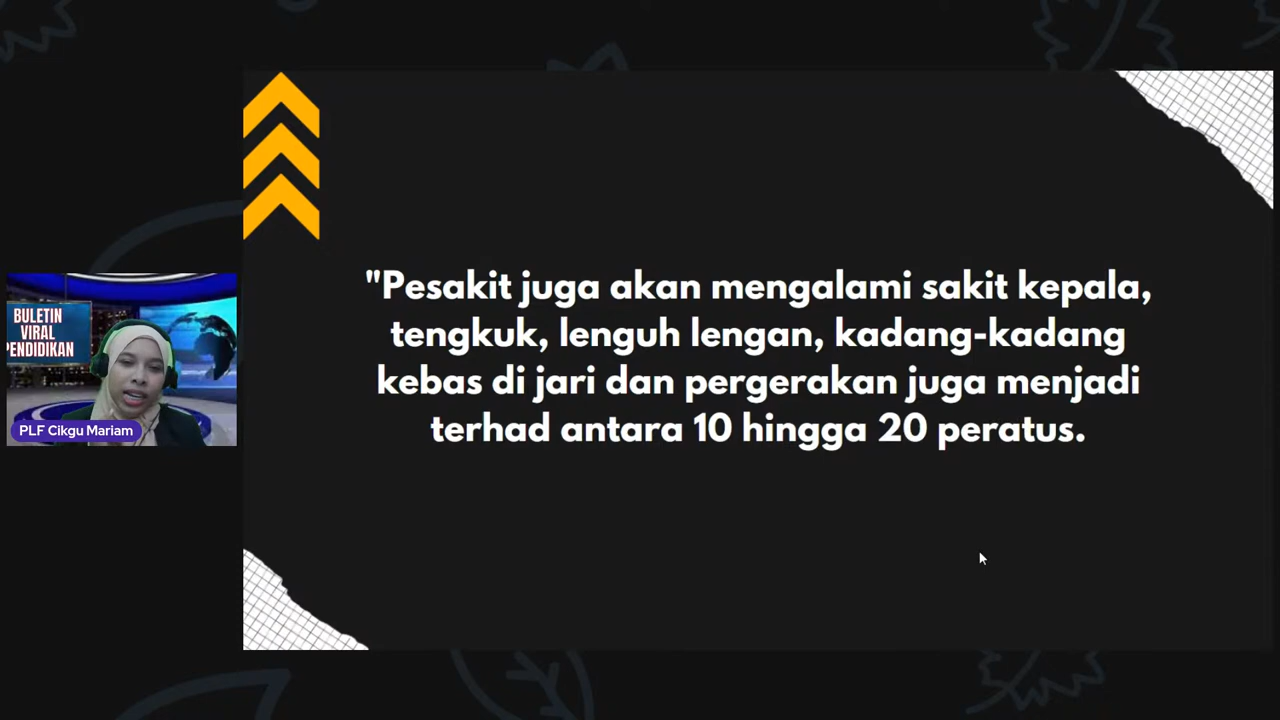 "Pesakit juga akan mengalami sakit kepala,
tengkuk, lenguh lengan, kadang-kadang
kebas di jari dan pergerakan juga menjadi
terhad antara 10 hingga 20 peratus.
BULETIN
VIRAL
PENDIDIKAN
PLF Cikgu Mariam